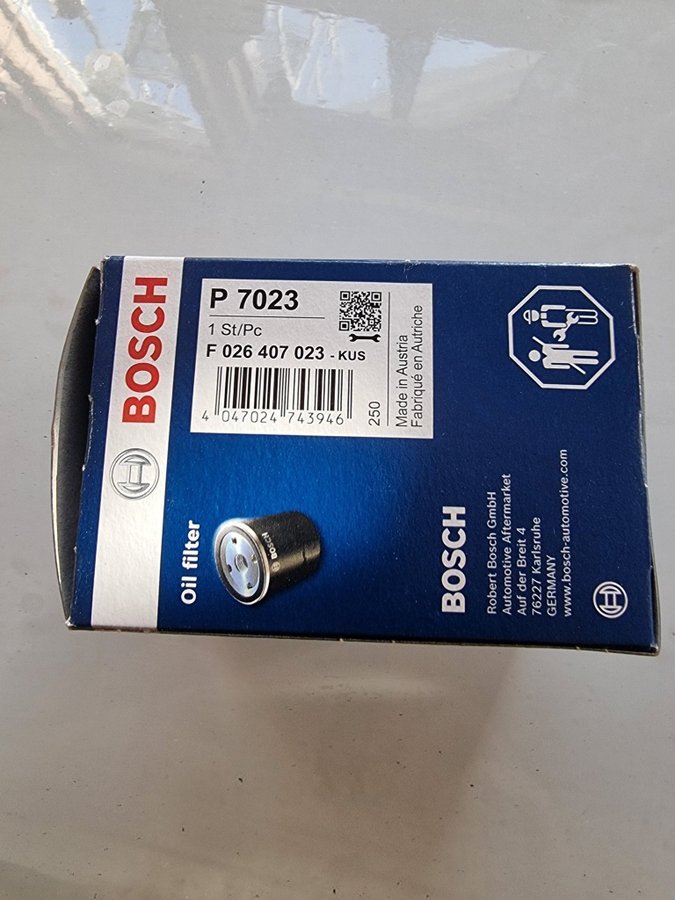 BOSCH
P 7023
1 St/Pc
F 026 407 023 - KUS
4 047024 743946
250
Made in Austria
Fabriqué en Autriche
Oil filter
BOSCH
BOSCH
Robert Bosch GmbH
Automotive Aftermarket
Auf der Breit 4
76227 Karlsruhe
GERMANY
www.bosch-automotive.com